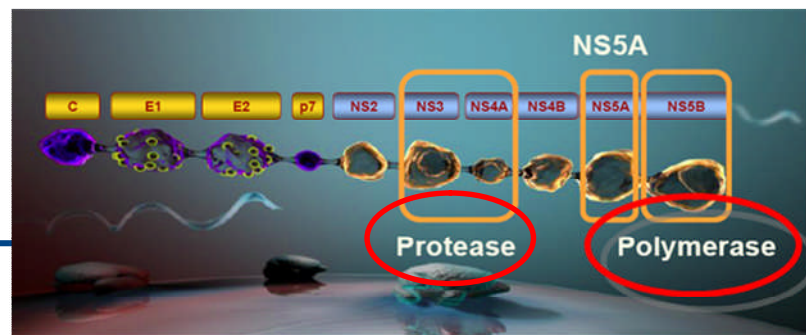 NS5A
C E1 E2 p7 NS2 NS3 NS4A NS4B NS5A NS5B
Protease Polymerase